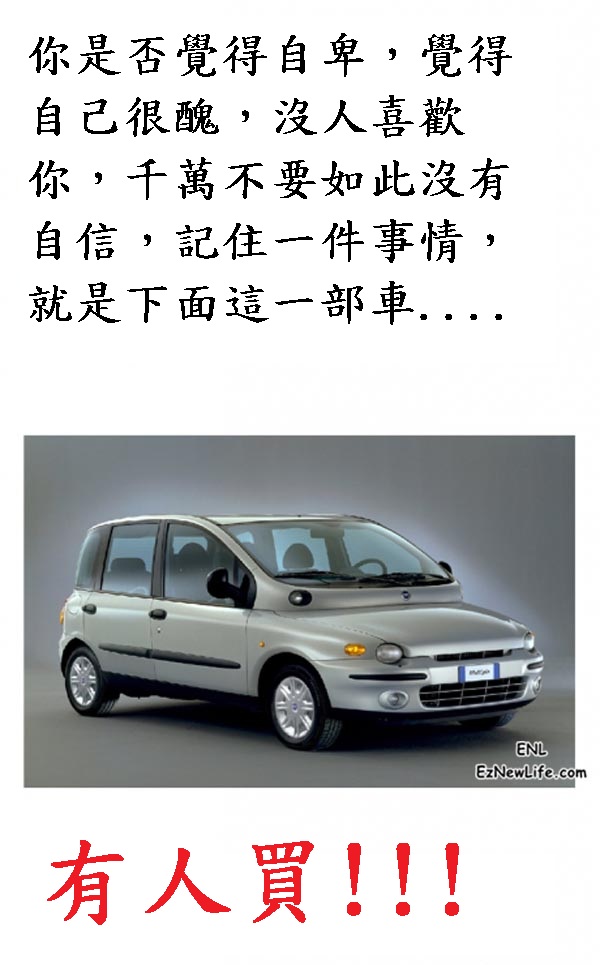 你是否覺得自卑，覺得
自己很醜，沒人喜歡
你，千萬不要如此沒有
自信，記住一件事情，
就是下面這一部車....
Multipla
ENL
EzNewLife.com
有人買!!!